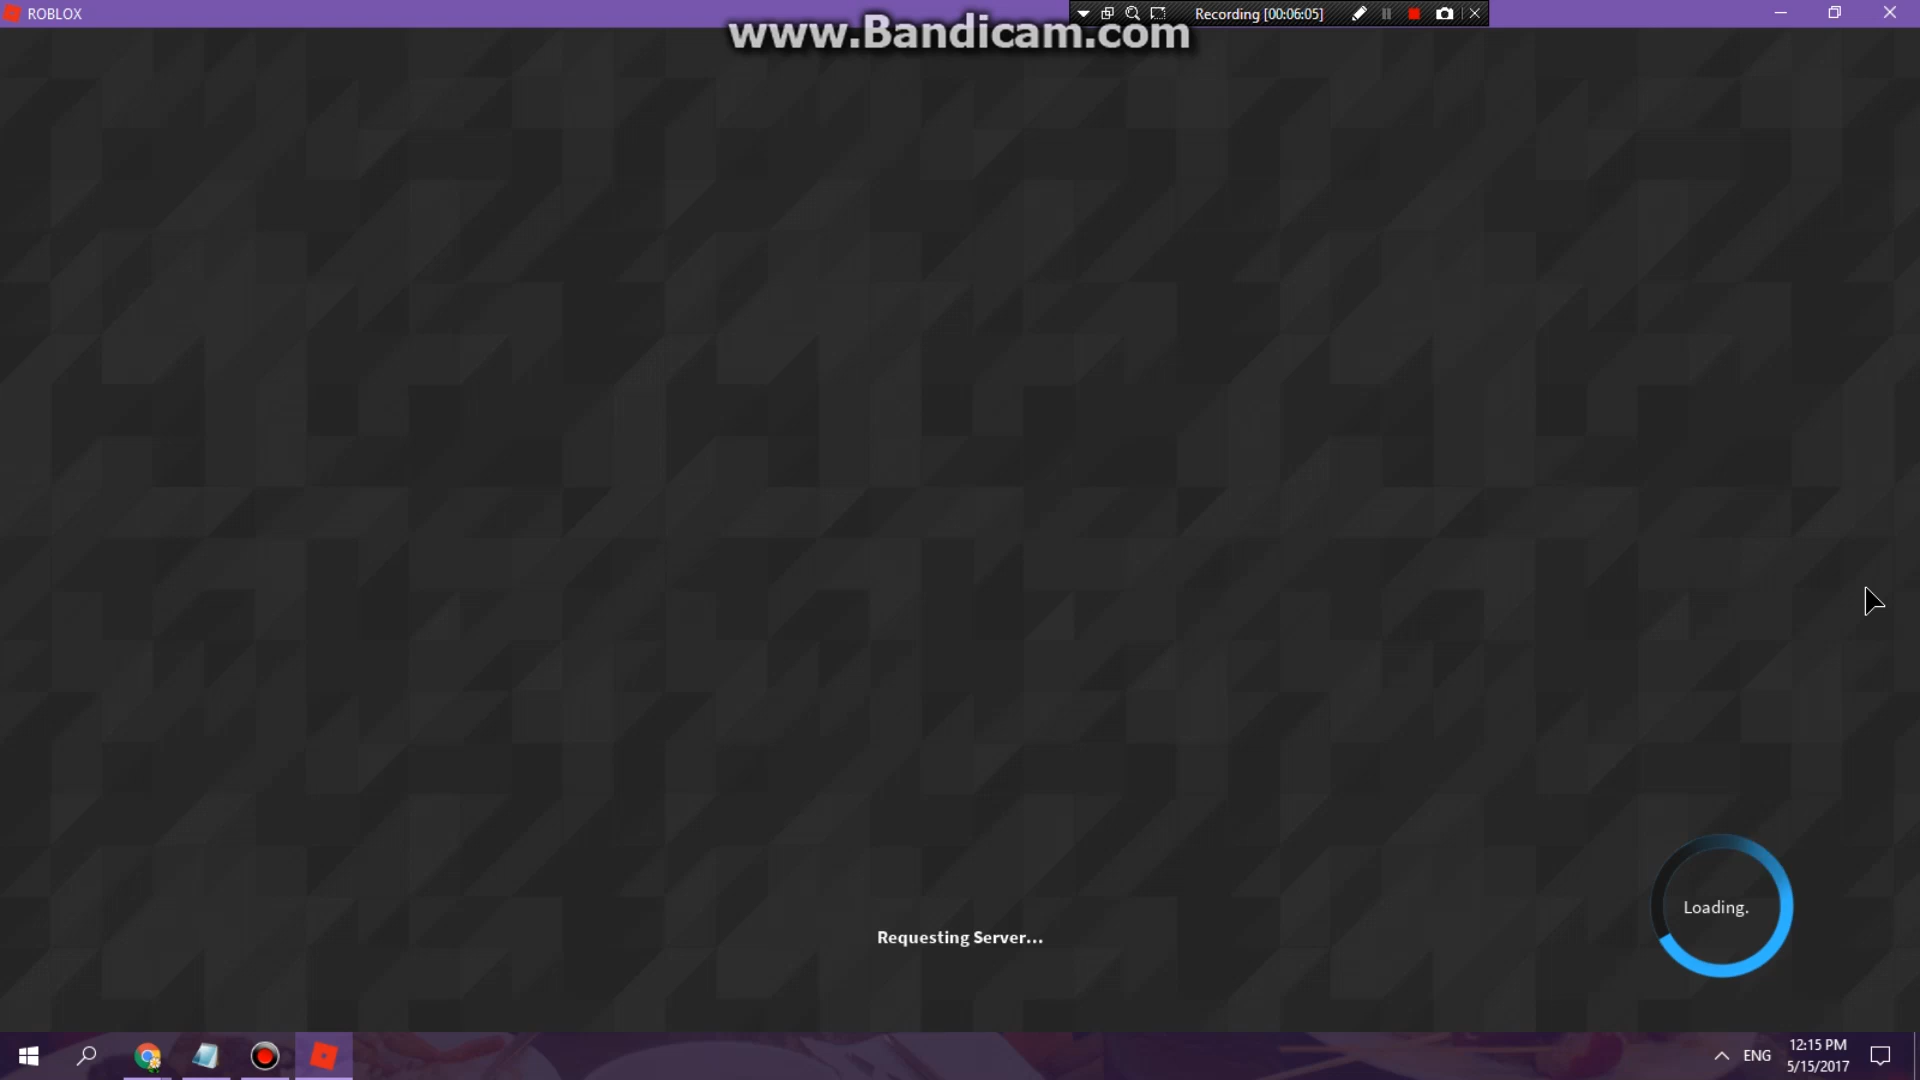 ROBLOX
Recording [00:06:05]
www.Bandicam.com
Loading.
Requesting Server...
ENG
12:15 PM
5/15/2017